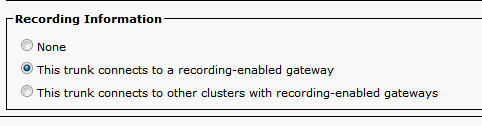 Recording Information
None
This trunk connects to a recording-enabled gateway
This trunk connects to other clusters with recording-enabled gateways